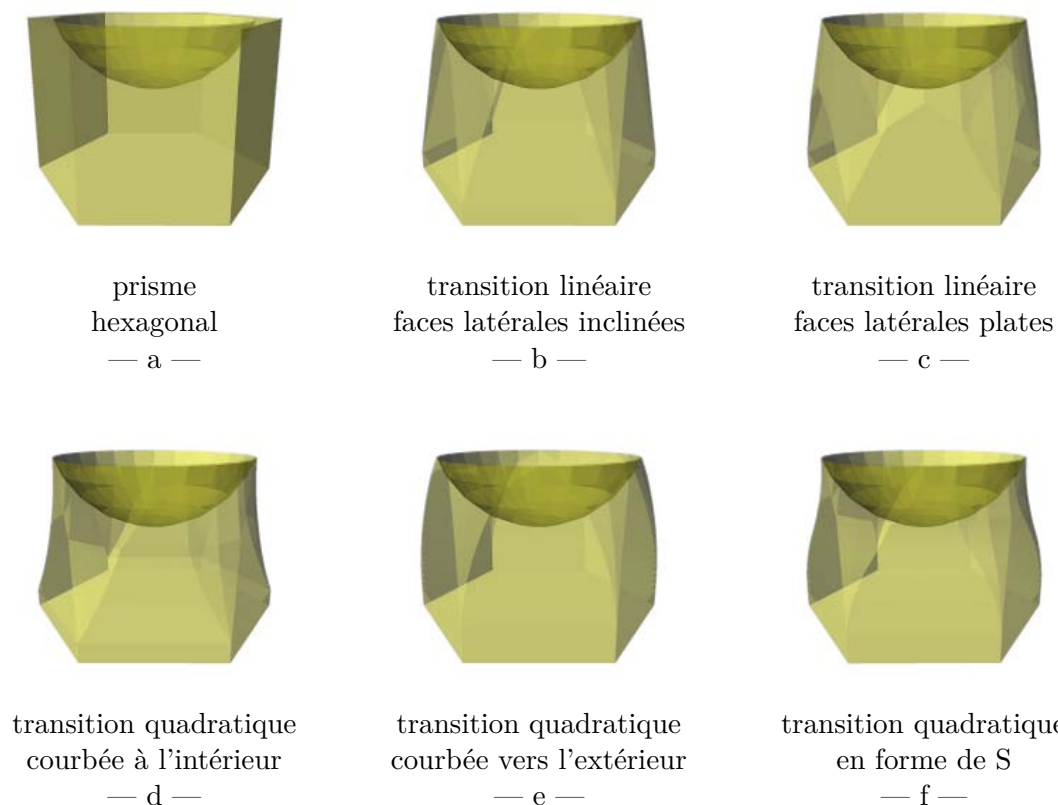 prisme
hexagonal
— a —
transition linéaire
faces latérales inclinées
— b —
transition linéaire
faces latérales plates
— c —
transition quadratique
courbée à l'intérieur
— d —
transition quadratique
courbée vers l'extérieur
— e —
transition quadratique
en forme de S
— f —